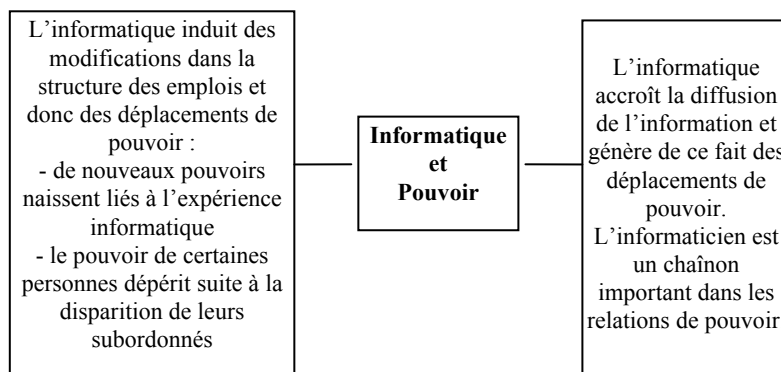 L’informatique induit des
modifications dans la
structure des emplois et
donc des déplacements de
pouvoir :
- de nouveaux pouvoirs
naissent liés à l’expérience
informatique
- le pouvoir de certaines
personnes dépérit suite à la
disparition de leurs
subordonnés
Informatique
et
Pouvoir
L’informatique
accroît la diffusion
de l’information et
génère de ce fait des
déplacements de
pouvoir.
L’informaticien est
un chaînon
important dans les
relations de pouvoir